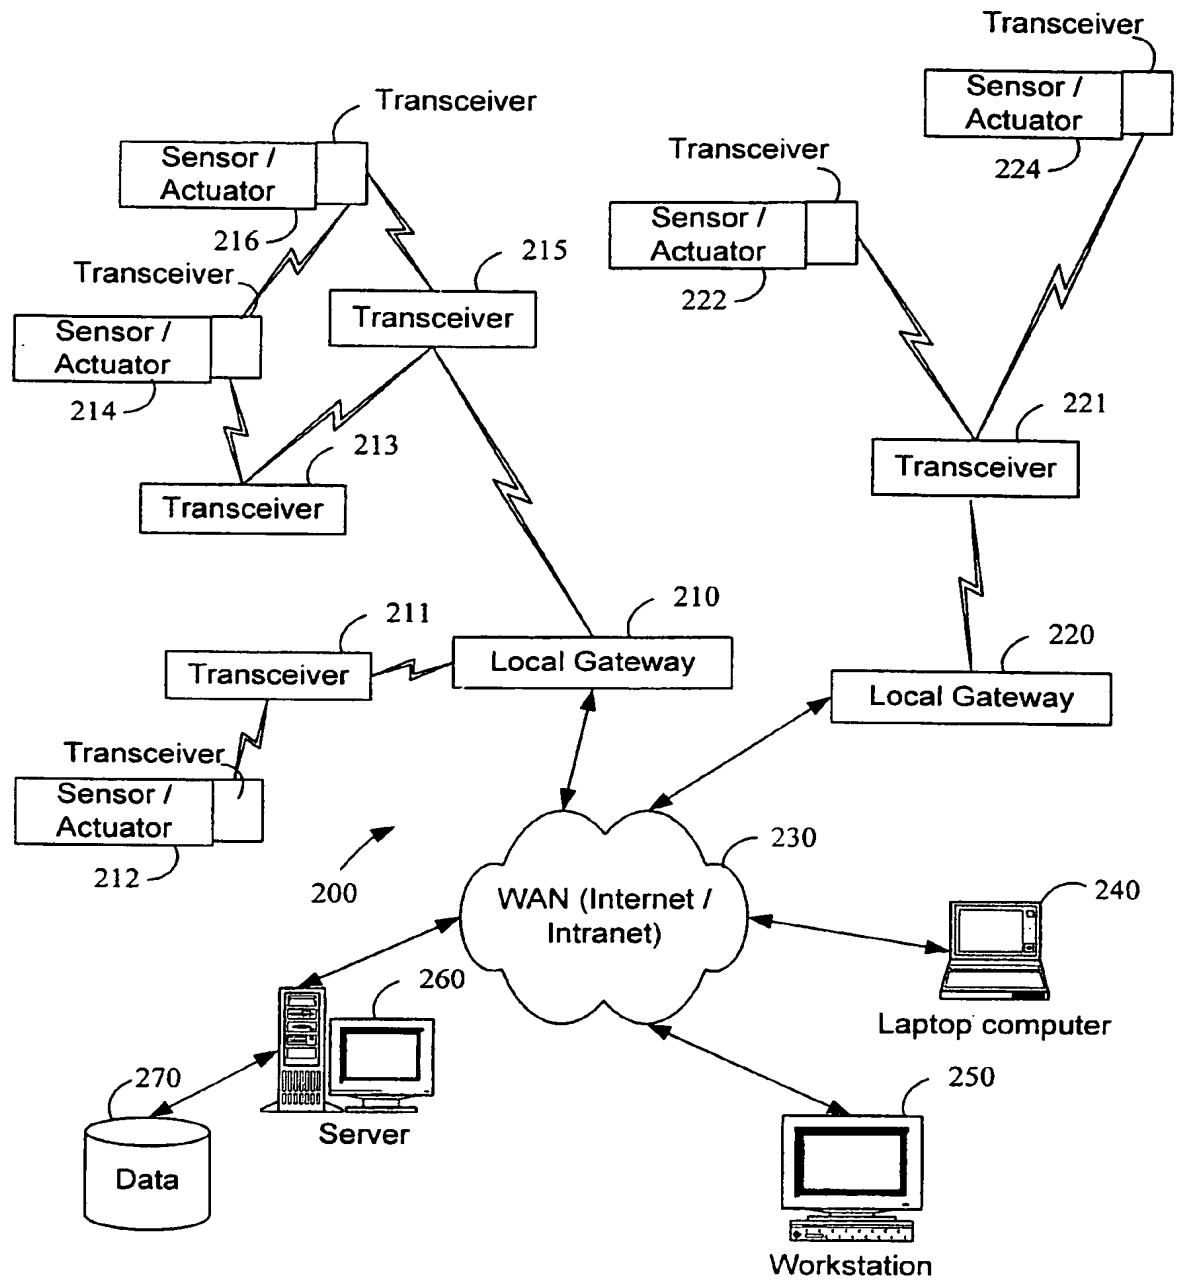 Transceiver
Sensor /
Actuator
224
Transceiver
Sensor /
Actuator
216
Transceiver
Sensor /
Actuator
222
215
Transceiver
Transceiver
Sensor /
Actuator
214
213
Transceiver
221
Transceiver
210
Local Gateway
211
Transceiver
220
Local Gateway
Transceiver
Sensor /
Actuator
212
200
230
WAN (Internet /
Intranet)
240
Laptop computer
260
Server
270
Data
250
Workstation